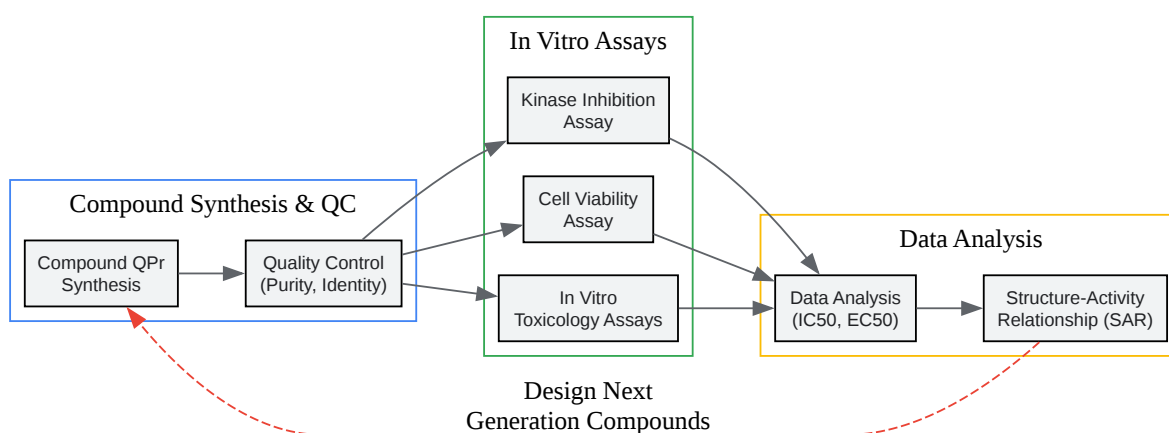 Compound Synthesis & QC
Compound QPr
Synthesis
Quality Control
(Purity, Identity)
In Vitro Assays
Kinase Inhibition
Assay
Cell Viability
Assay
In Vitro
Toxicology Assays
Data Analysis
Data Analysis
(IC50, EC50)
Structure-Activity
Relationship (SAR)
Design Next
Generation Compounds